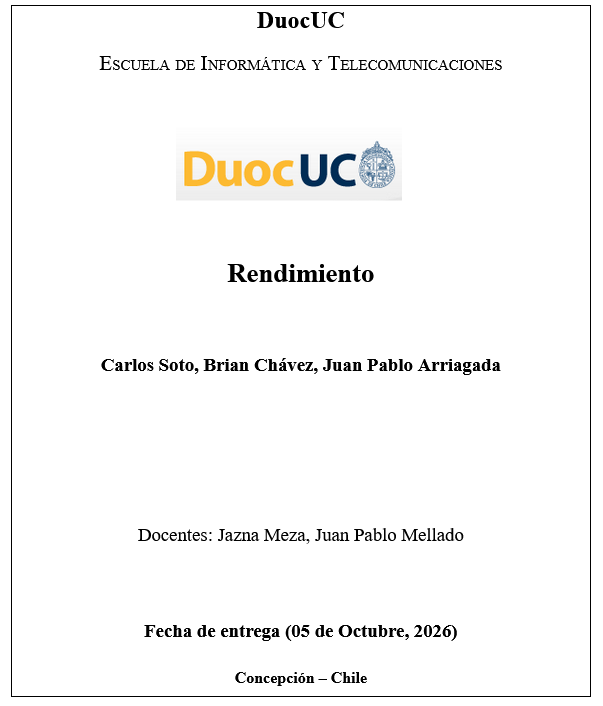 DuocUC
Escuela de Informática y Telecomunicaciones
DuocUC
Rendimiento
Carlos Soto, Brian Chávez, Juan Pablo Arriagada
Docentes: Jazna Meza, Juan Pablo Mellado
Fecha de entrega (05 de Octubre, 2026)
Concepción – Chile